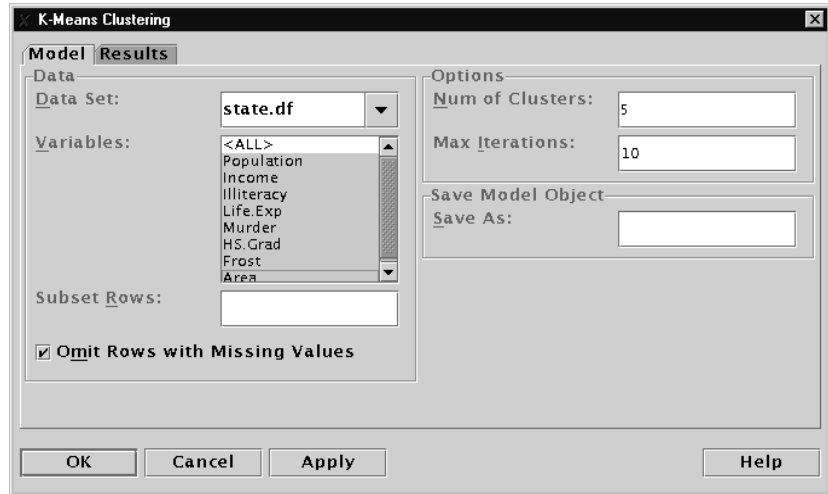 K-Means Clustering
Model Results
Data
Data Set:
state.df
Variables:
<ALL>
Population
Income
Illiteracy
Life.Exp
Murder
HS.Grad
Frost
Area
Subset Rows:
Omit Rows with Missing Values
Options
Num of Clusters:
5
Max Iterations:
10
Save Model Object
Save As:
OK Cancel Apply Help